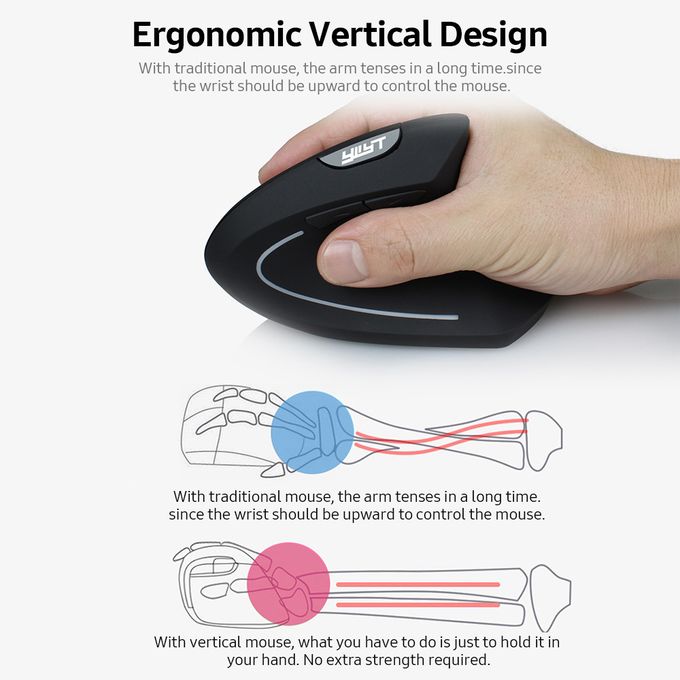 Ergonomic Vertical Design
With traditional mouse, the arm tenses in a long time.since
the wrist should be upward to control the mouse.
With traditional mouse, the arm tenses in a long time.
since the wrist should be upward to control the mouse.
With vertical mouse, what you have to do is just to hold it in
your hand. No extra strength required.